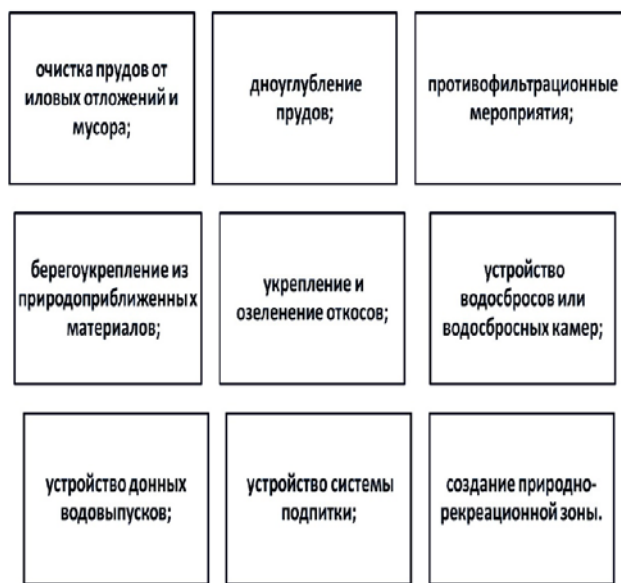 очистка прудов от
иловых отложений и
мусора;
дноуглубление
прудов;
противофильтрационные
мероприятия;
берегоукрепление из
природоприближенных
материалов;
укрепление и
озеленение откосов;
устройство
водосбросов или
водосбросных камер;
устройство донных
водовыпусков;
устройство системы
подпитки;
создание природно-
рекреационной зоны.